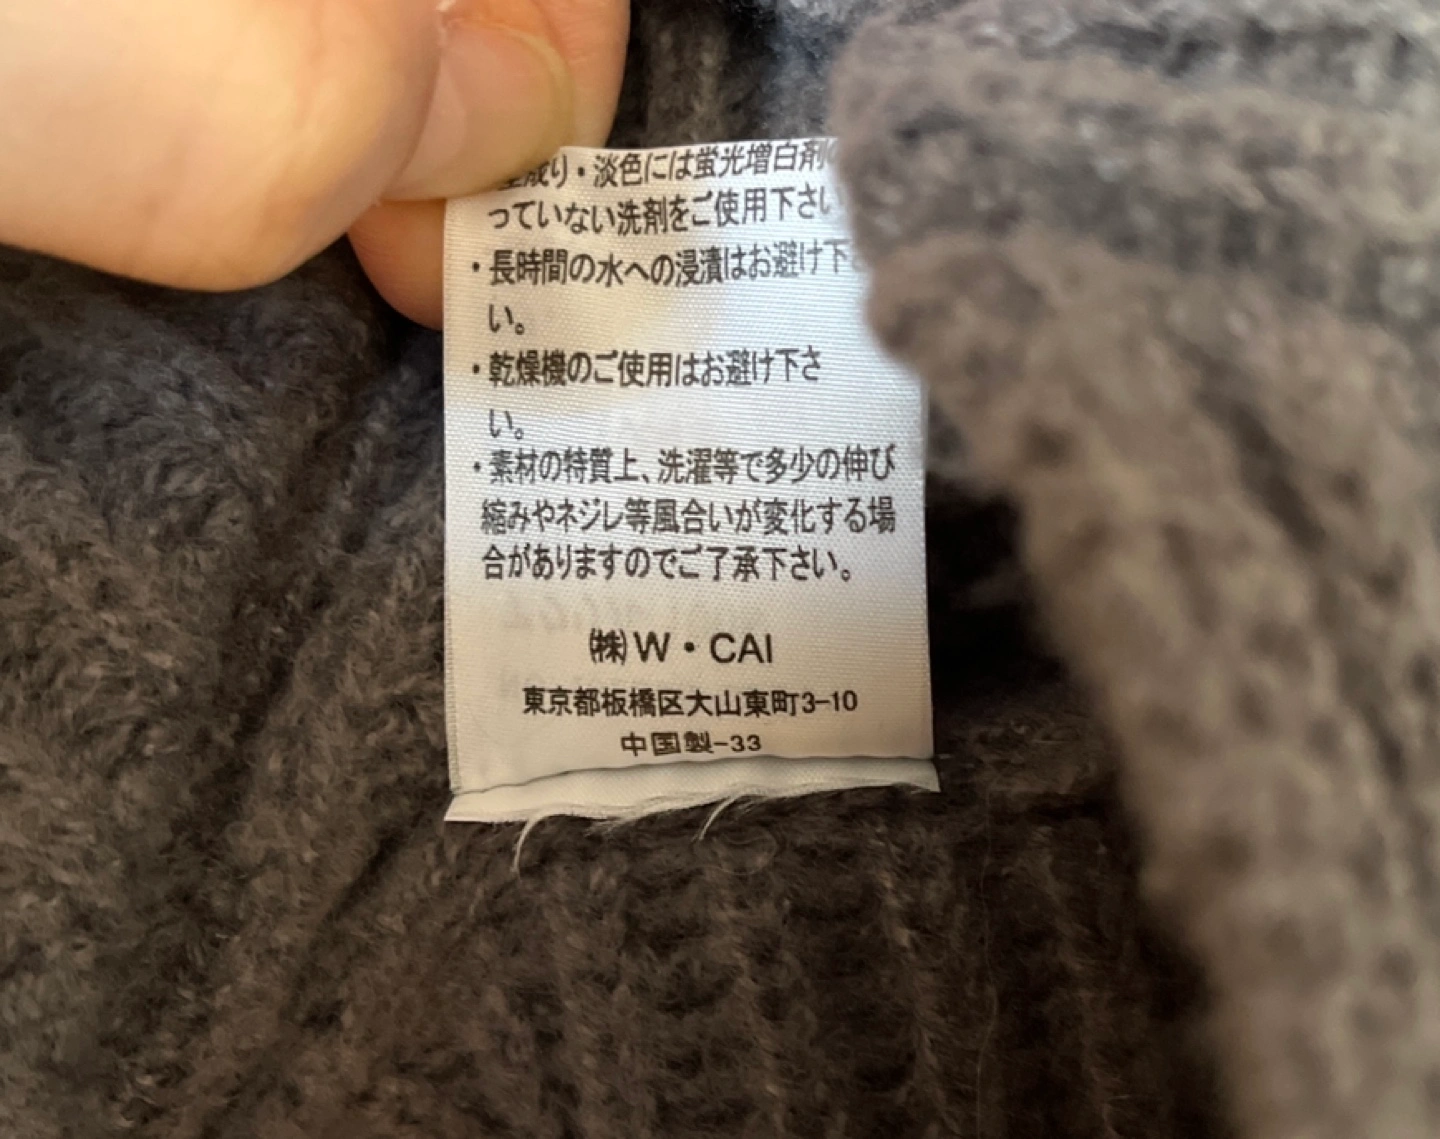 成り・淡色には蛍光増白剤
っていない洗剤をご使用下さい
・長時間の水への浸漬はお避け下さ
い。
・乾燥機のご使用はお避け下さ
い。
・素材の特質上、洗濯等で多少の伸び
縮みやネジレ等風合いが変化する場
合がありますのでご了承下さい。
㈱W・CAI
東京都板橋区大山東町3-10
中国製-33